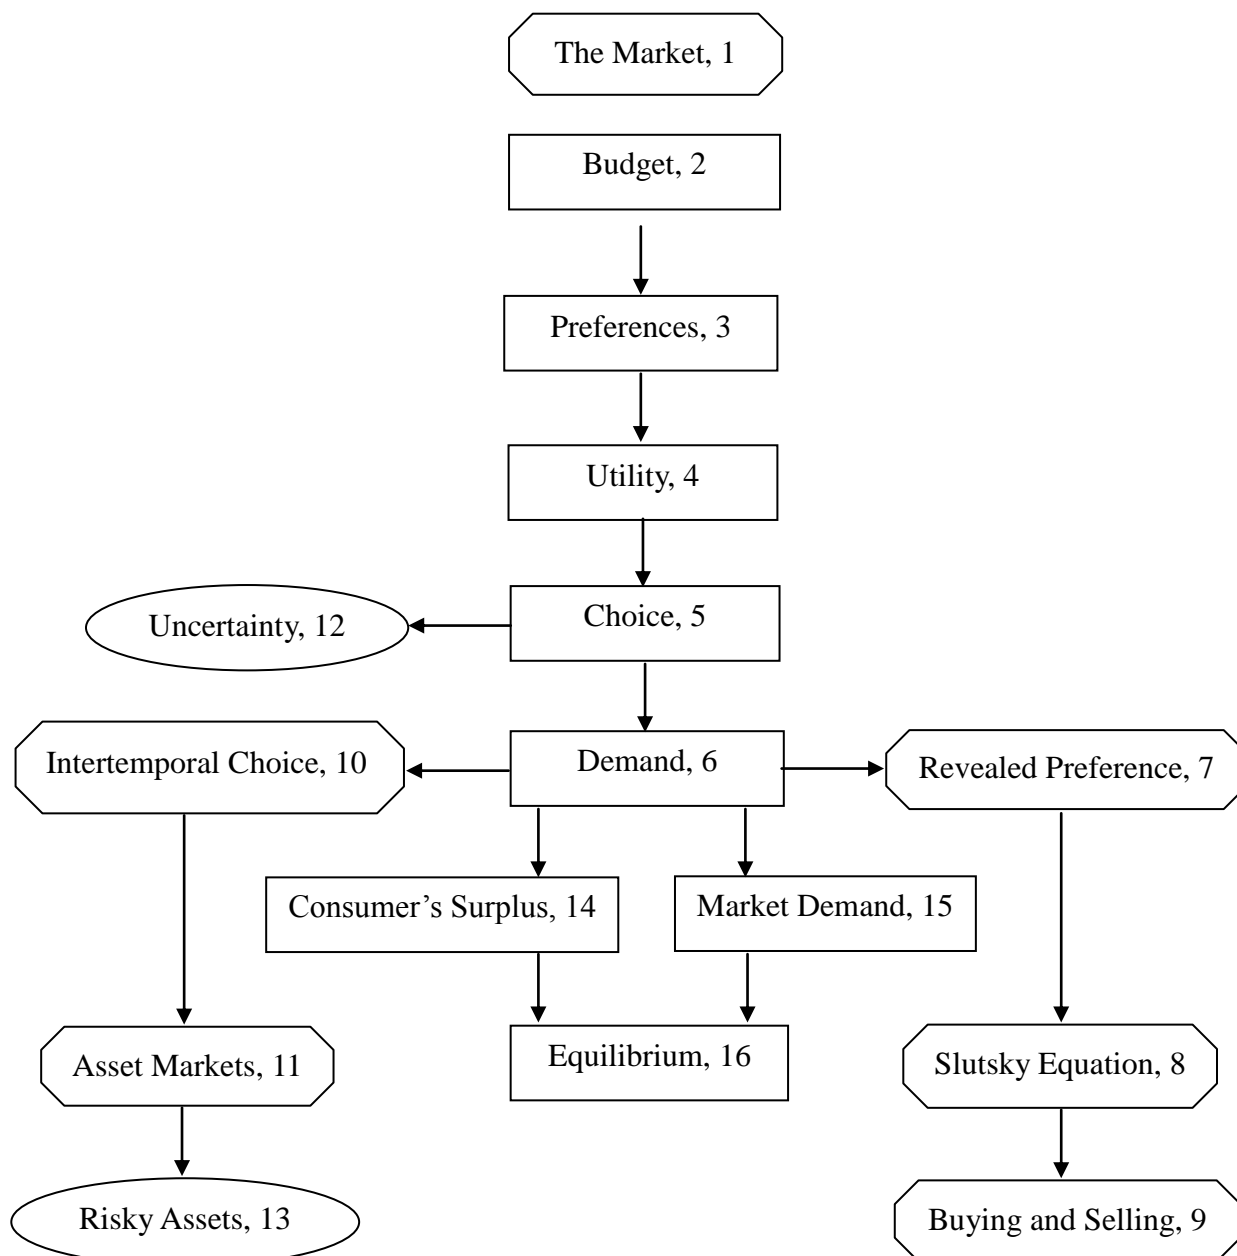 The Market, 1
Budget, 2
Preferences, 3
Utility, 4
Uncertainty, 12
Choice, 5
Intertemporal Choice, 10
Demand, 6
Revealed Preference, 7
Consumer’s Surplus, 14
Market Demand, 15
Asset Markets, 11
Equilibrium, 16
Slutsky Equation, 8
Risky Assets, 13
Buying and Selling, 9